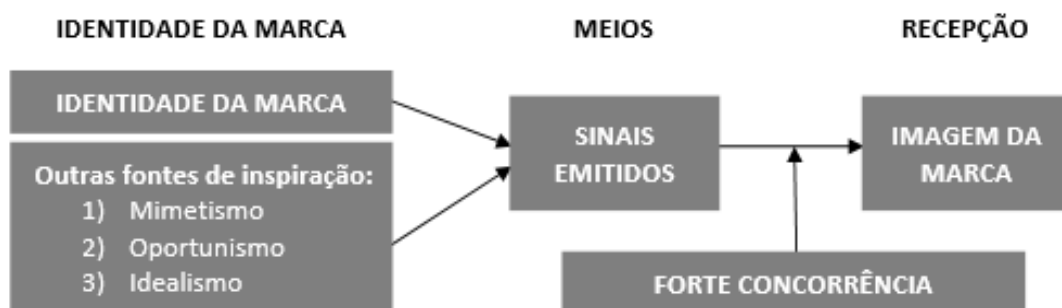 IDENTIDADE DA MARCA
MEIOS
RECEPÇÃO
IDENTIDADE DA MARCA
Outras fontes de inspiração:
1) Mimetismo
2) Oportunismo
3) Idealismo
SINAIS
EMITIDOS
IMAGEM DA
MARCA
FORTE CONCORRÊNCIA